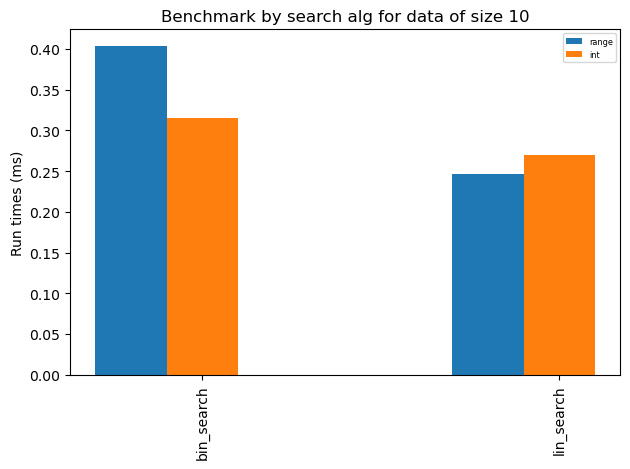 Benchmark by search alg for data of size 10
range
int
Run times (ms)
0.40
0.35
0.30
0.25
0.20
0.15
0.10
0.05
0.00
bin_search
lin_search